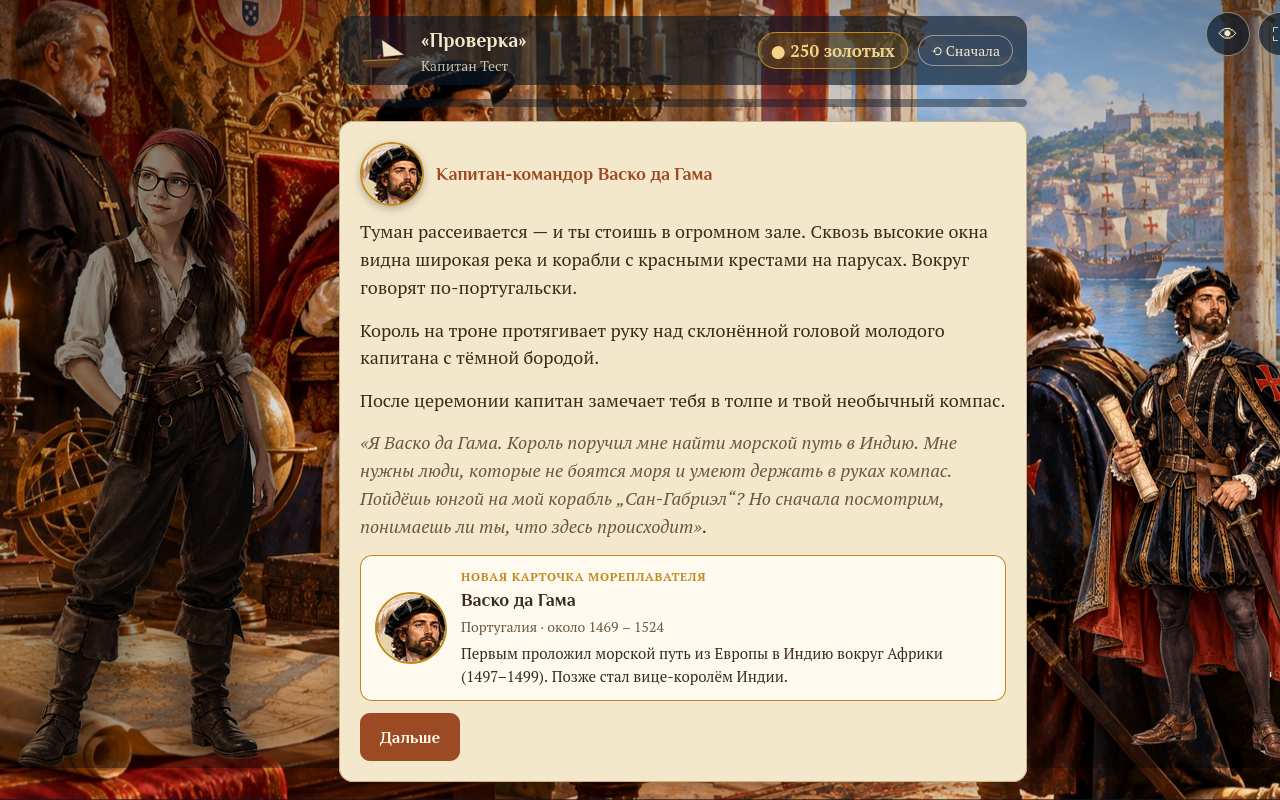 «Проверка»
Капитан Тест
250 золотых
⟲ Сначала
Капитан-командор Васко да Гама
Туман рассеивается — и ты стоишь в огромном зале. Сквозь высокие окна
видна широкая река и корабли с красными крестами на парусах. Вокруг
говорят по-португальски.
Король на троне протягивает руку над склонённой головой молодого
капитана с тёмной бородой.
После церемонии капитан замечает тебя в толпе и твой необычный компас.
«Я Васко да Гама. Король поручил мне найти морской путь в Индию. Мне
нужны люди, которые не боятся моря и умеют держать в руках компас.
Пойдёшь юнгой на мой корабль „Сан-Габриэл“? Но сначала посмотрим,
понимаешь ли ты, что здесь происходит».
НОВАЯ КАРТОЧКА МОРЕПЛАВАТЕЛЯ
Васко да Гама
Португалия · около 1469 – 1524
Первым проложил морской путь из Европы в Индию вокруг Африки
(1497–1499). Позже стал вице-королём Индии.
Дальше